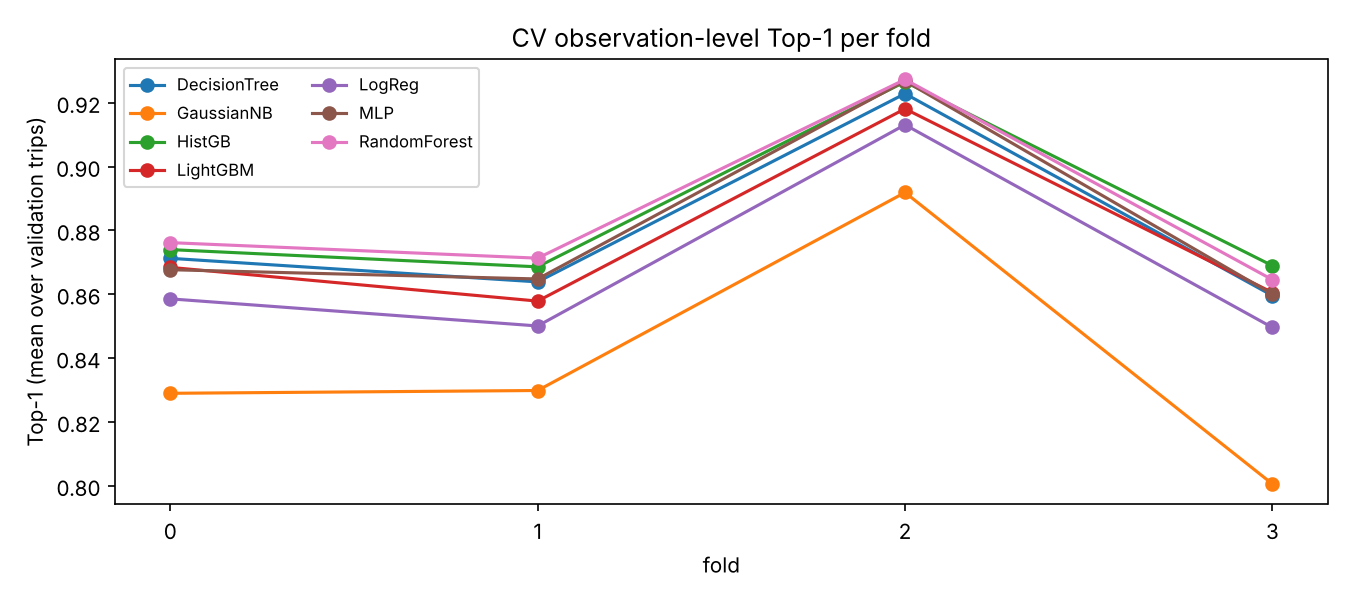 CV observation-level Top-1 per fold
DecisionTree
GaussianNB
HistGB
LightGBM
LogReg
MLP
RandomForest
Top-1 (mean over validation trips)
0.92
0.90
0.88
0.86
0.84
0.82
0.80
0
1
2
3
fold